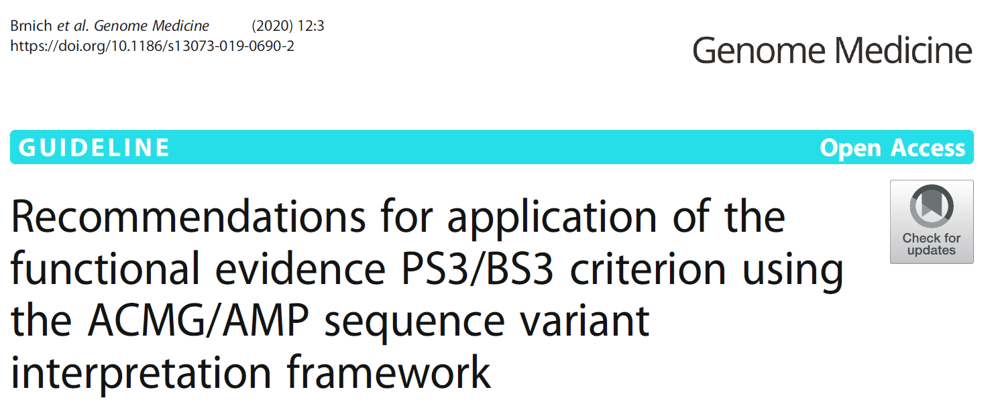 Brnich et al. Genome Medicine (2020) 12:3
https://doi.org/10.1186/s13073-019-0690-2
Genome Medicine
GUIDELINE Open Access
Recommendations for application of the
functional evidence PS3/BS3 criterion using
the ACMG/AMP sequence variant
interpretation framework
Check for
updates